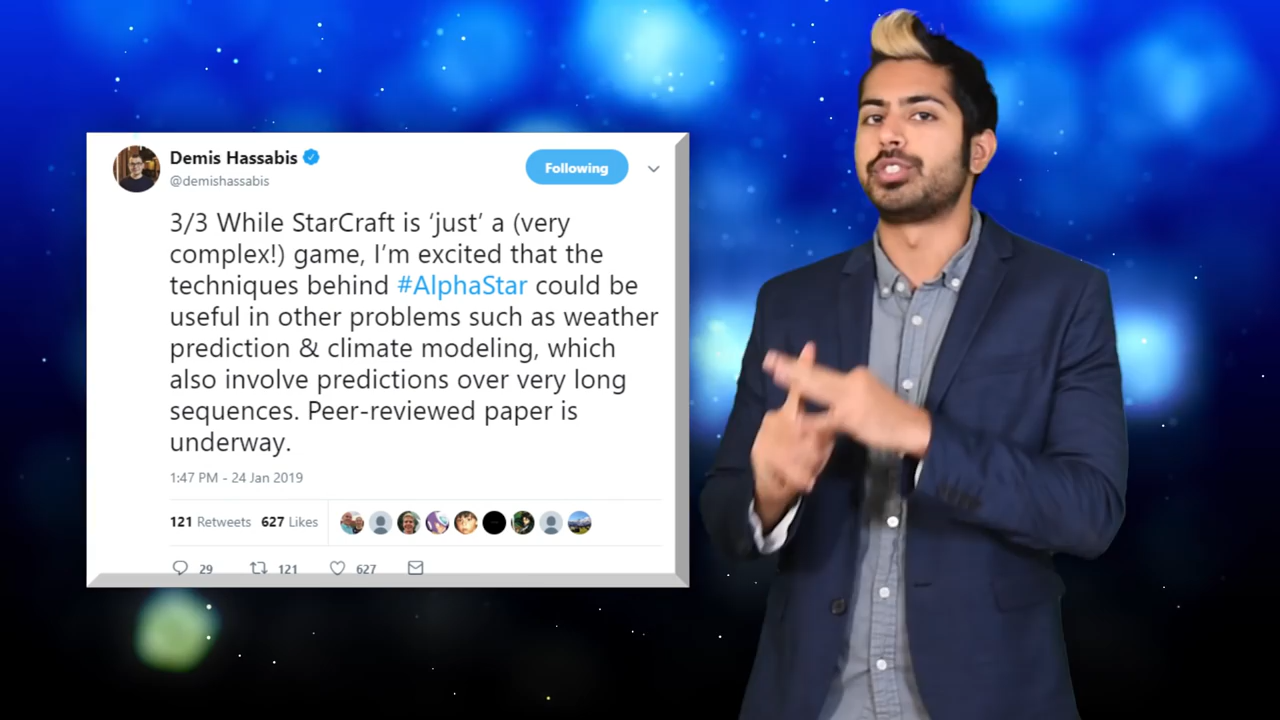 Demis Hassabis
@demishassabis
Following
3/3 While StarCraft is ‘just’ a (very
complex!) game, I’m excited that the
techniques behind #AlphaStar could be
useful in other problems such as weather
prediction & climate modeling, which
also involve predictions over very long
sequences. Peer-reviewed paper is
underway.
1:47 PM - 24 Jan 2019
121 Retweets 627 Likes
29 121 627